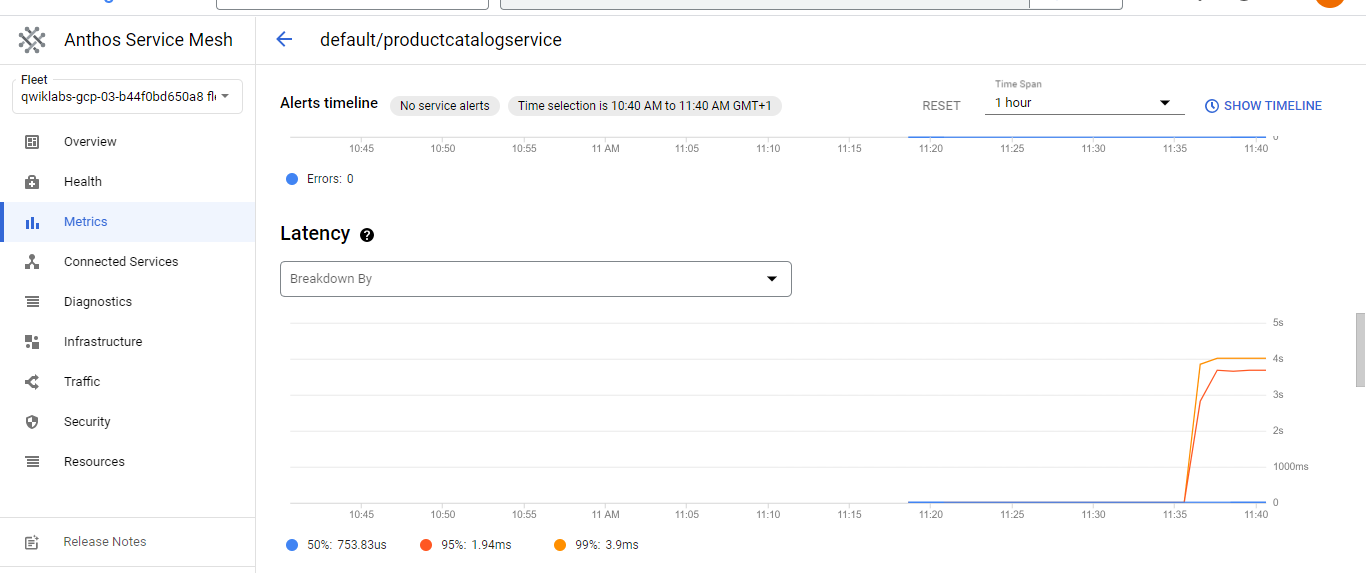 Anthos Service Mesh
default/productcatalogservice
Fleet
qwiklabs-gcp-03-b44f0bd650a8 fl
Overview
Health
Metrics
Connected Services
Diagnostics
Infrastructure
Traffic
Security
Resources
Release Notes
Alerts timeline No service alerts Time selection is 10:40 AM to 11:40 AM GMT+1 RESET Time Span 1 hour SHOW TIMELINE
0
10:45 10:50 10:55 11 AM 11:05 11:10 11:15 11:20 11:25 11:30 11:35 11:40
Errors: 0
Latency ?
Breakdown By
5s
4s
3s
2s
1000ms
0
10:45 10:50 10:55 11 AM 11:05 11:10 11:15 11:20 11:25 11:30 11:35 11:40
50%: 753.83us 95%: 1.94ms 99%: 3.9ms